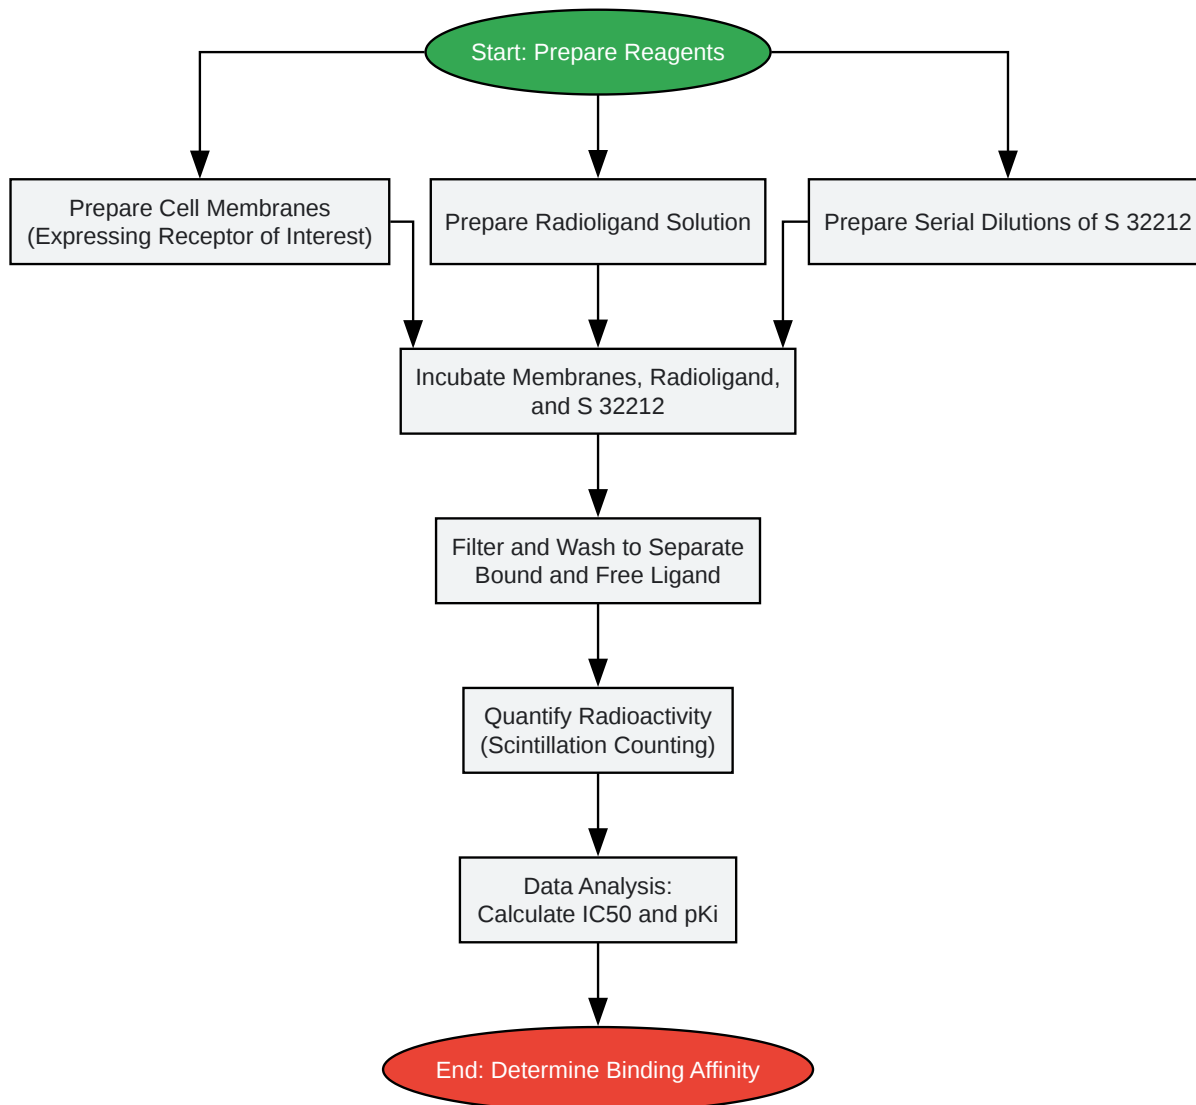 Start: Prepare Reagents
Prepare Cell Membranes
(Expressing Receptor of Interest)
Prepare Radioligand Solution
Prepare Serial Dilutions of S 32212
Incubate Membranes, Radioligand,
and S 32212
Filter and Wash to Separate
Bound and Free Ligand
Quantify Radioactivity
(Scintillation Counting)
Data Analysis:
Calculate IC50 and pKi
End: Determine Binding Affinity